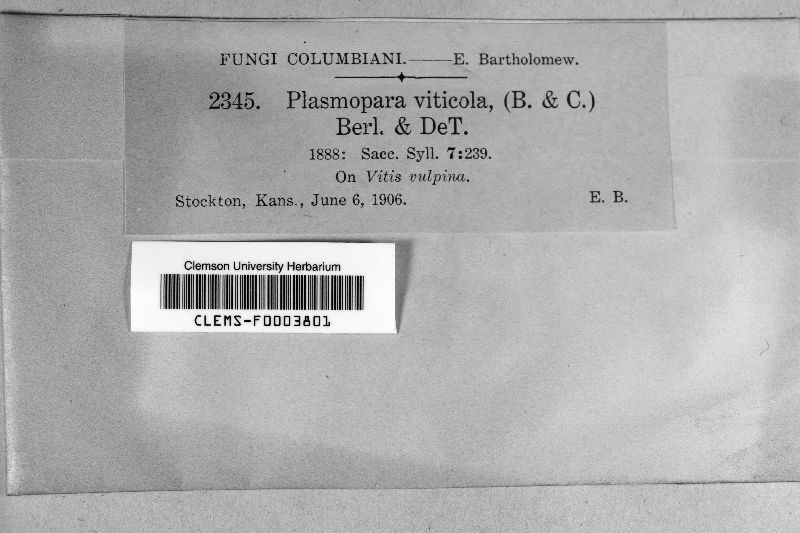 FUNGI COLUMBIANI.——E. Bartholomew.
2345. Plasmopara viticola, (B. & C.)
Berl. & DeT.
1888: Sacc. Syll. 7:239.
On Vitis vulpina.
Stockton, Kans., June 6, 1906. E. B.
Clemson University Herbarium
CLEMS-F0003801